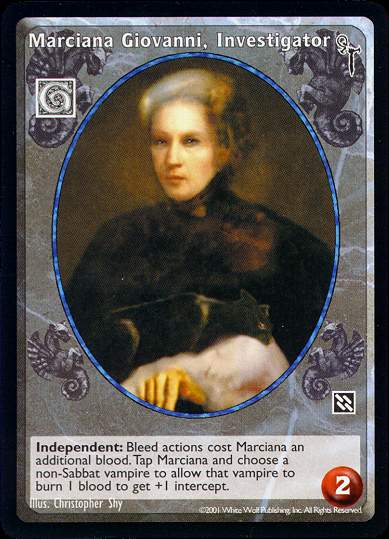 Marciana Giovanni, Investigator
Independent: Bleed actions cost Marciana an
additional blood. Tap Marciana and choose a
non-Sabbat vampire to allow that vampire to
burn 1 blood to get +1 intercept.
2
Illus. Christopher Shy
©2001 White Wolf Publishing, Inc. All Rights Reserved.